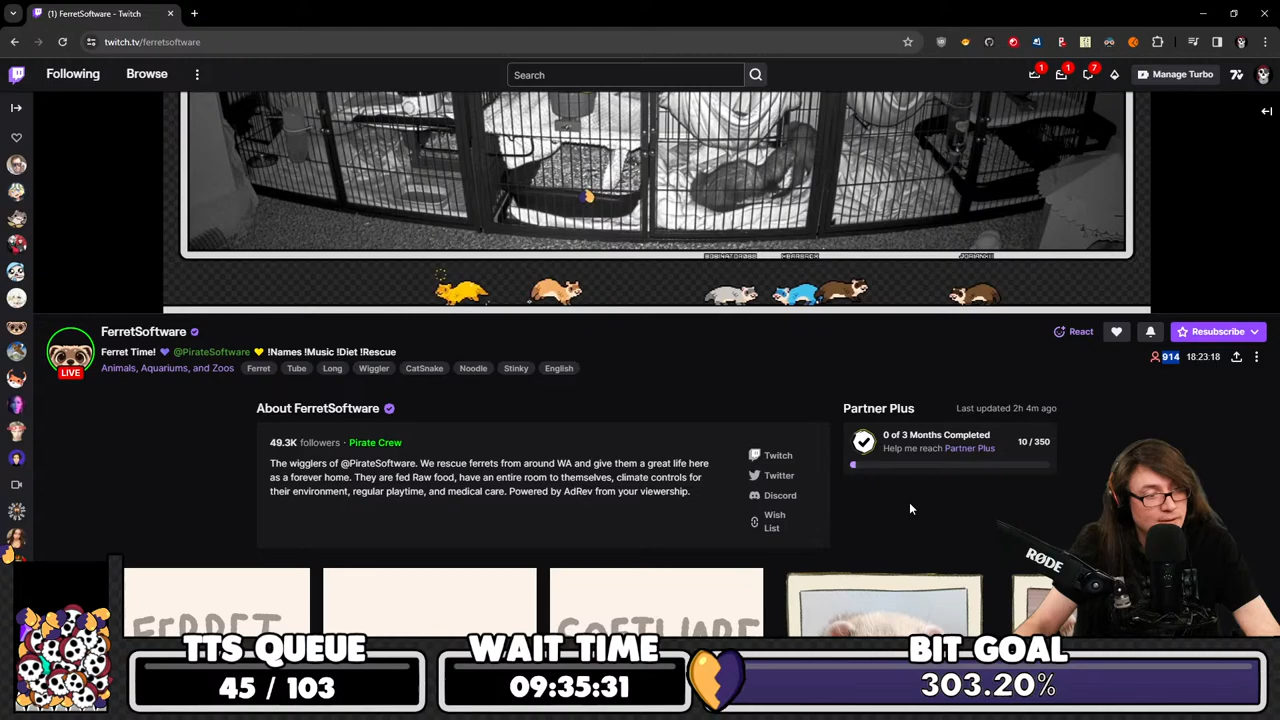 (1) FerretSoftware - Twitch
twitch.tv/ferretsoftware
Following
Browse
Search
1
1
7
Manage Turbo
FerretSoftware
React
Resubscribe
Ferret Time! 💜 @PirateSoftware 💛 !Names !Music !Diet !Rescue
914
18:23:18
Animals, Aquariums, and Zoos
Ferret
Tube
Long
Wiggler
CatSnake
Noodle
Stinky
English
LIVE
About FerretSoftware
Partner Plus
Last updated 2h 4m ago
49.3K followers · Pirate Crew
0 of 3 Months Completed
10 / 350
Help me reach Partner Plus
The wigglers of @PirateSoftware. We rescue ferrets from around WA and give them a great life here
as a forever home. They are fed Raw food, have an entire room to themselves, climate controls for
their environment, regular playtime, and medical care. Powered by AdRev from your viewership.
Twitch
Twitter
Discord
Wish
List
RØDE
FERRET
SOFTWARE
TTS QUEUE
45 / 103
WAIT TIME
09:35:31
BIT GOAL
303.20%